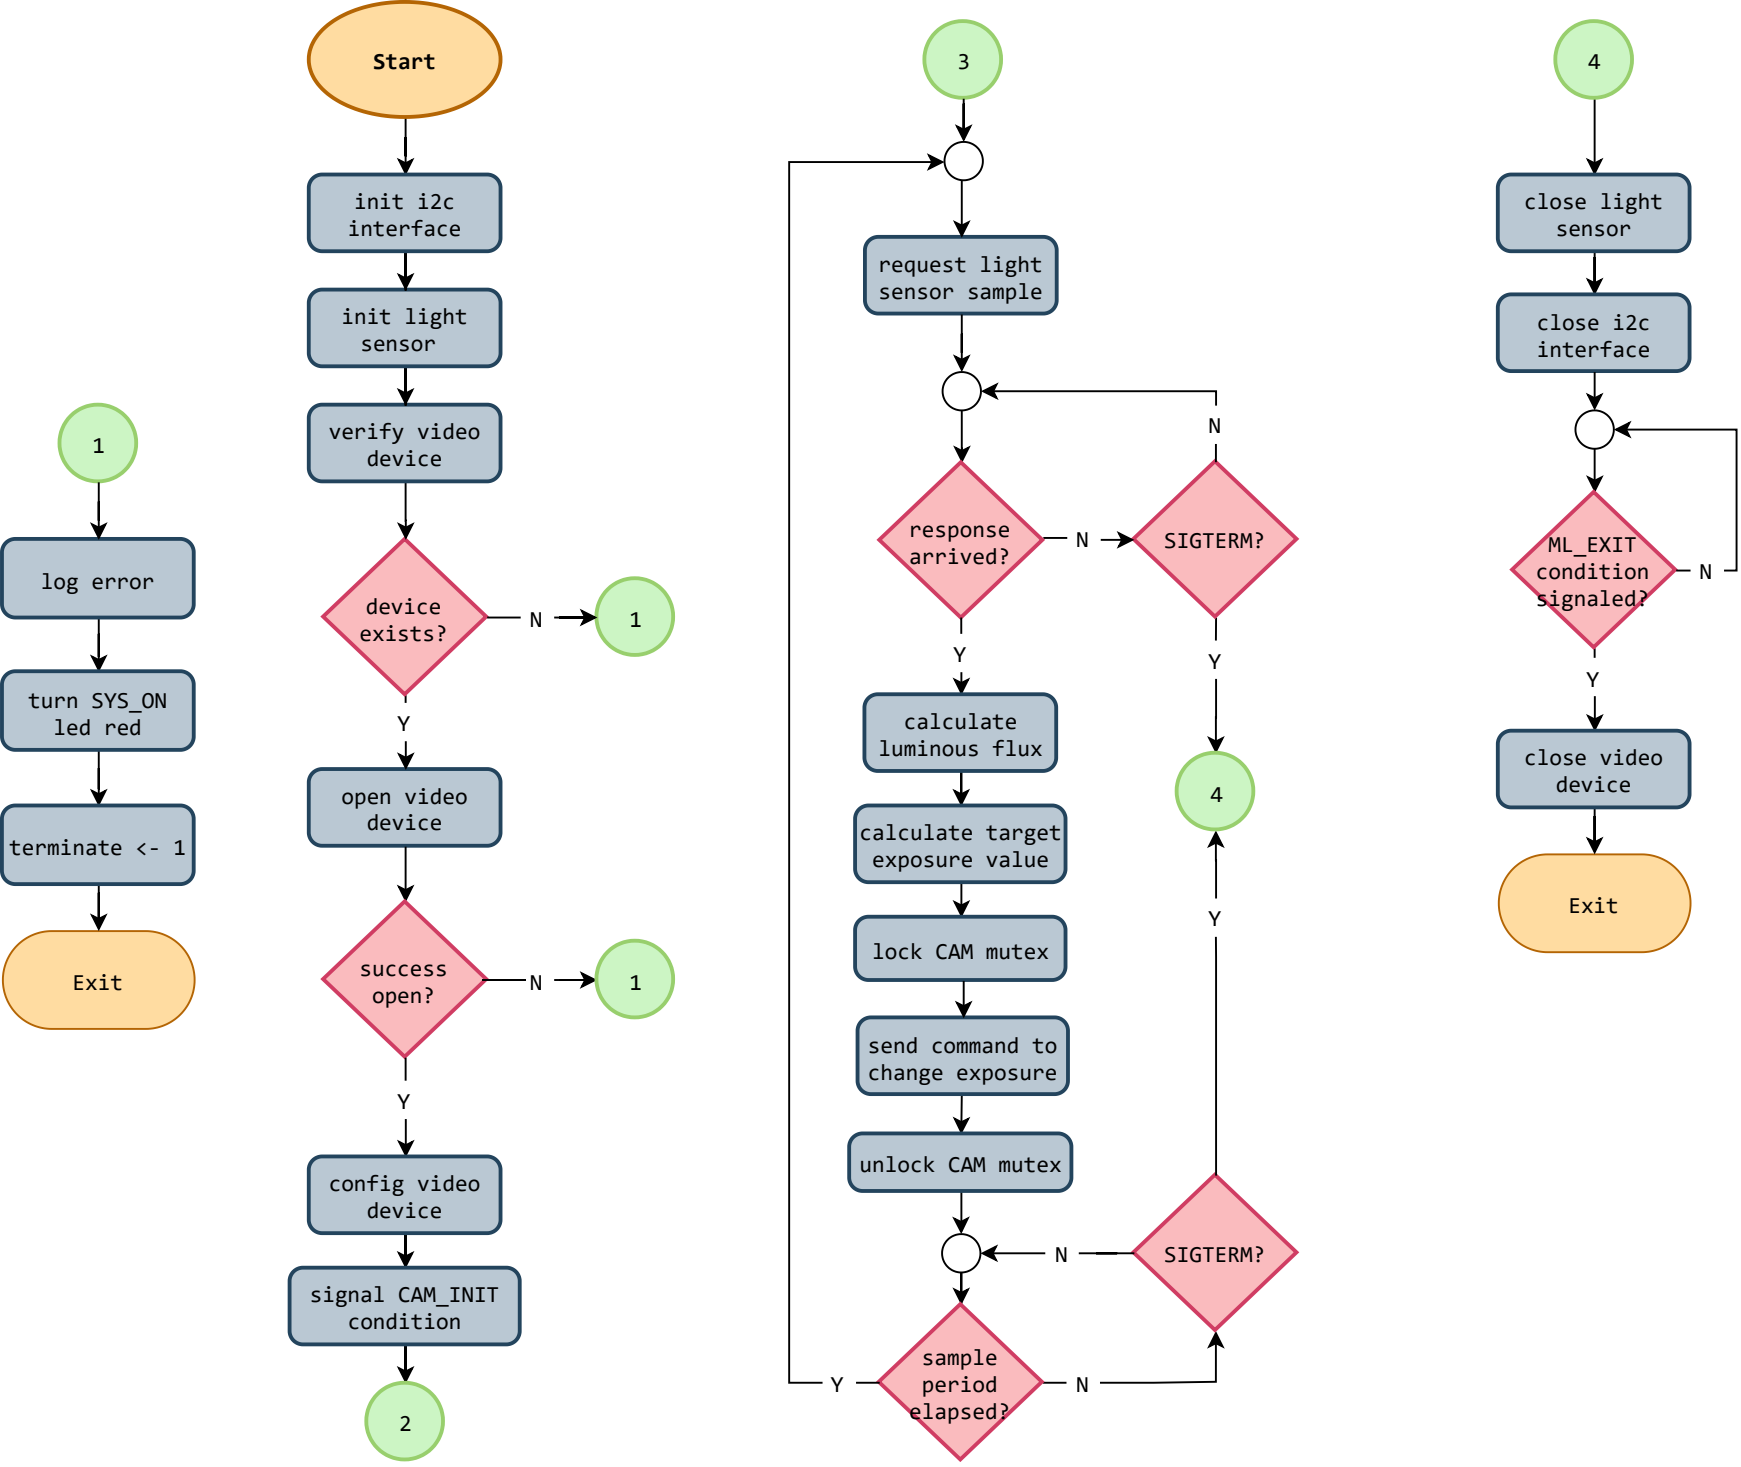 1
log error
turn SYS_ON
led red
terminate <- 1
Exit
Start
init i2c
interface
init light
sensor
verify video
device
device
exists?
N
1
Y
open video
device
success
open?
N
1
Y
config video
device
signal CAM_INIT
condition
2
3
request light
sensor sample
response
arrived?
N
SIGTERM?
N
Y
Y
calculate
luminous flux
4
calculate target
exposure value
lock CAM mutex
Y
send command to
change exposure
unlock CAM mutex
N
SIGTERM?
sample
period
elapsed?
Y
N
4
close light
sensor
close i2c
interface
ML_EXIT
condition
signaled?
N
Y
close video
device
Exit